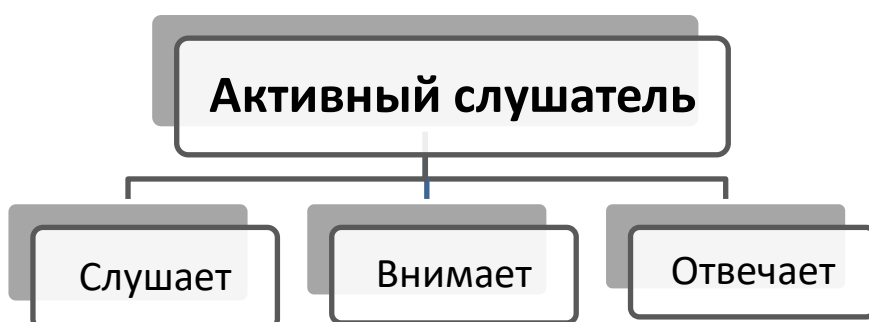 Активный слушатель
Слушает
Внимает
Отвечает